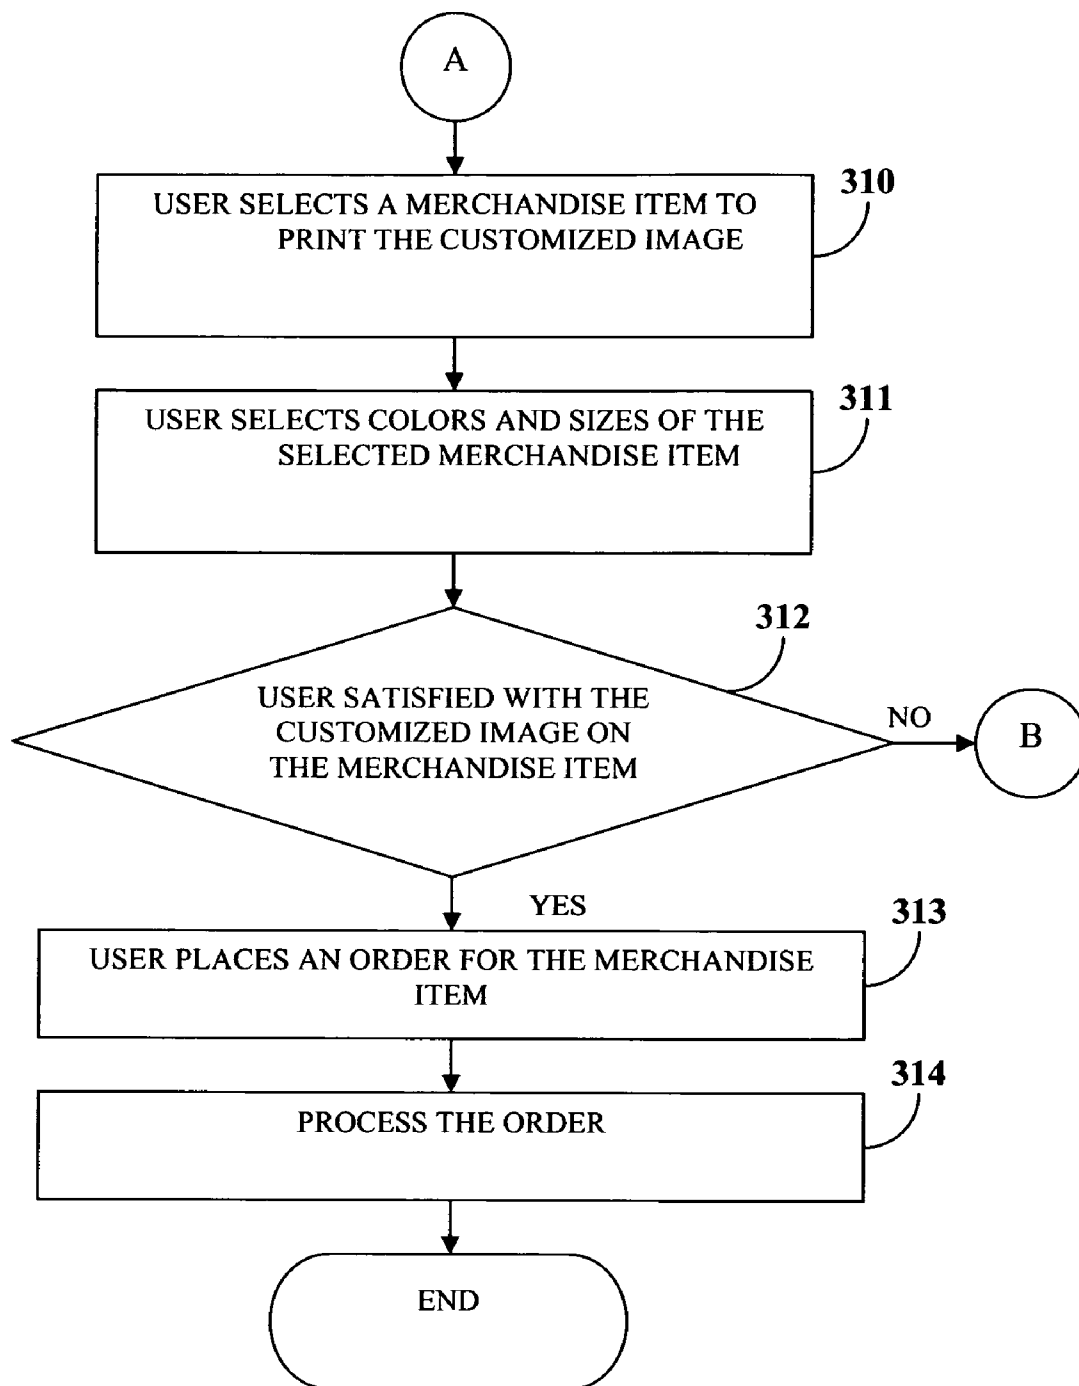 A
310
USER SELECTS A MERCHANDISE ITEM TO
PRINT THE CUSTOMIZED IMAGE
311
USER SELECTS COLORS AND SIZES OF THE
SELECTED MERCHANDISE ITEM
312
USER SATISFIED WITH THE
CUSTOMIZED IMAGE ON
THE MERCHANDISE ITEM
NO
B
YES
313
USER PLACES AN ORDER FOR THE MERCHANDISE
ITEM
314
PROCESS THE ORDER
END